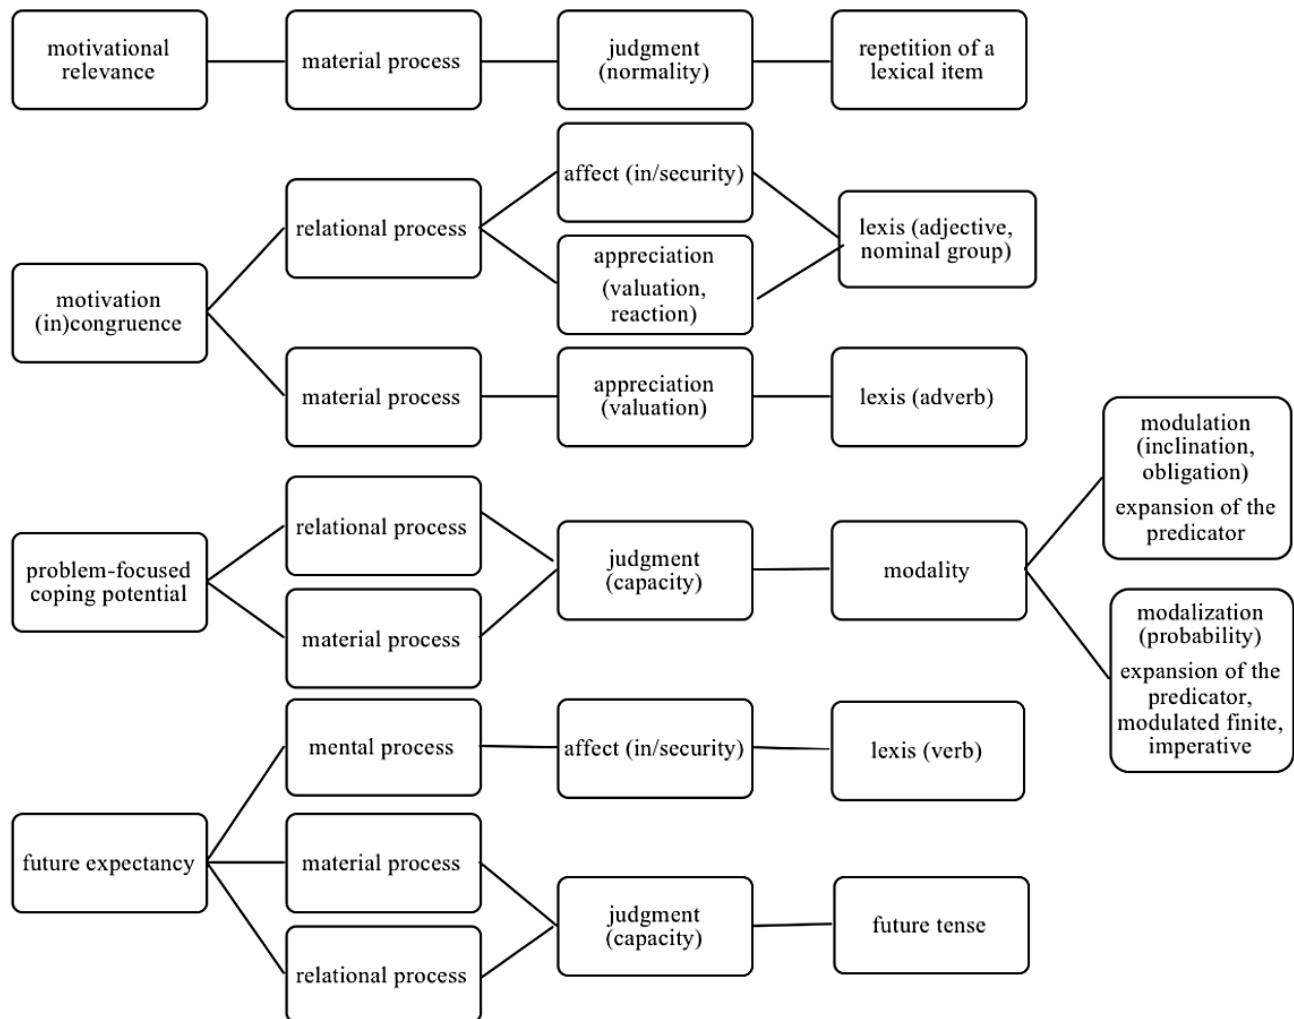 motivational
relevance
material process
judgment
(normality)
repetition of a
lexical item
motivation
(in)congruence
relational process
affect (in/security)
appreciation
(valuation,
reaction)
lexis (adjective,
nominal group)
material process
appreciation
(valuation)
lexis (adverb)
problem-focused
coping potential
relational process
material process
judgment
(capacity)
modality
modulation
(inclination,
obligation)
expansion of the
predicator
modalization
(probability)
expansion of the
predicator,
modulated finite,
imperative
future expectancy
mental process
affect (in/security)
lexis (verb)
material process
relational process
judgment
(capacity)
future tense